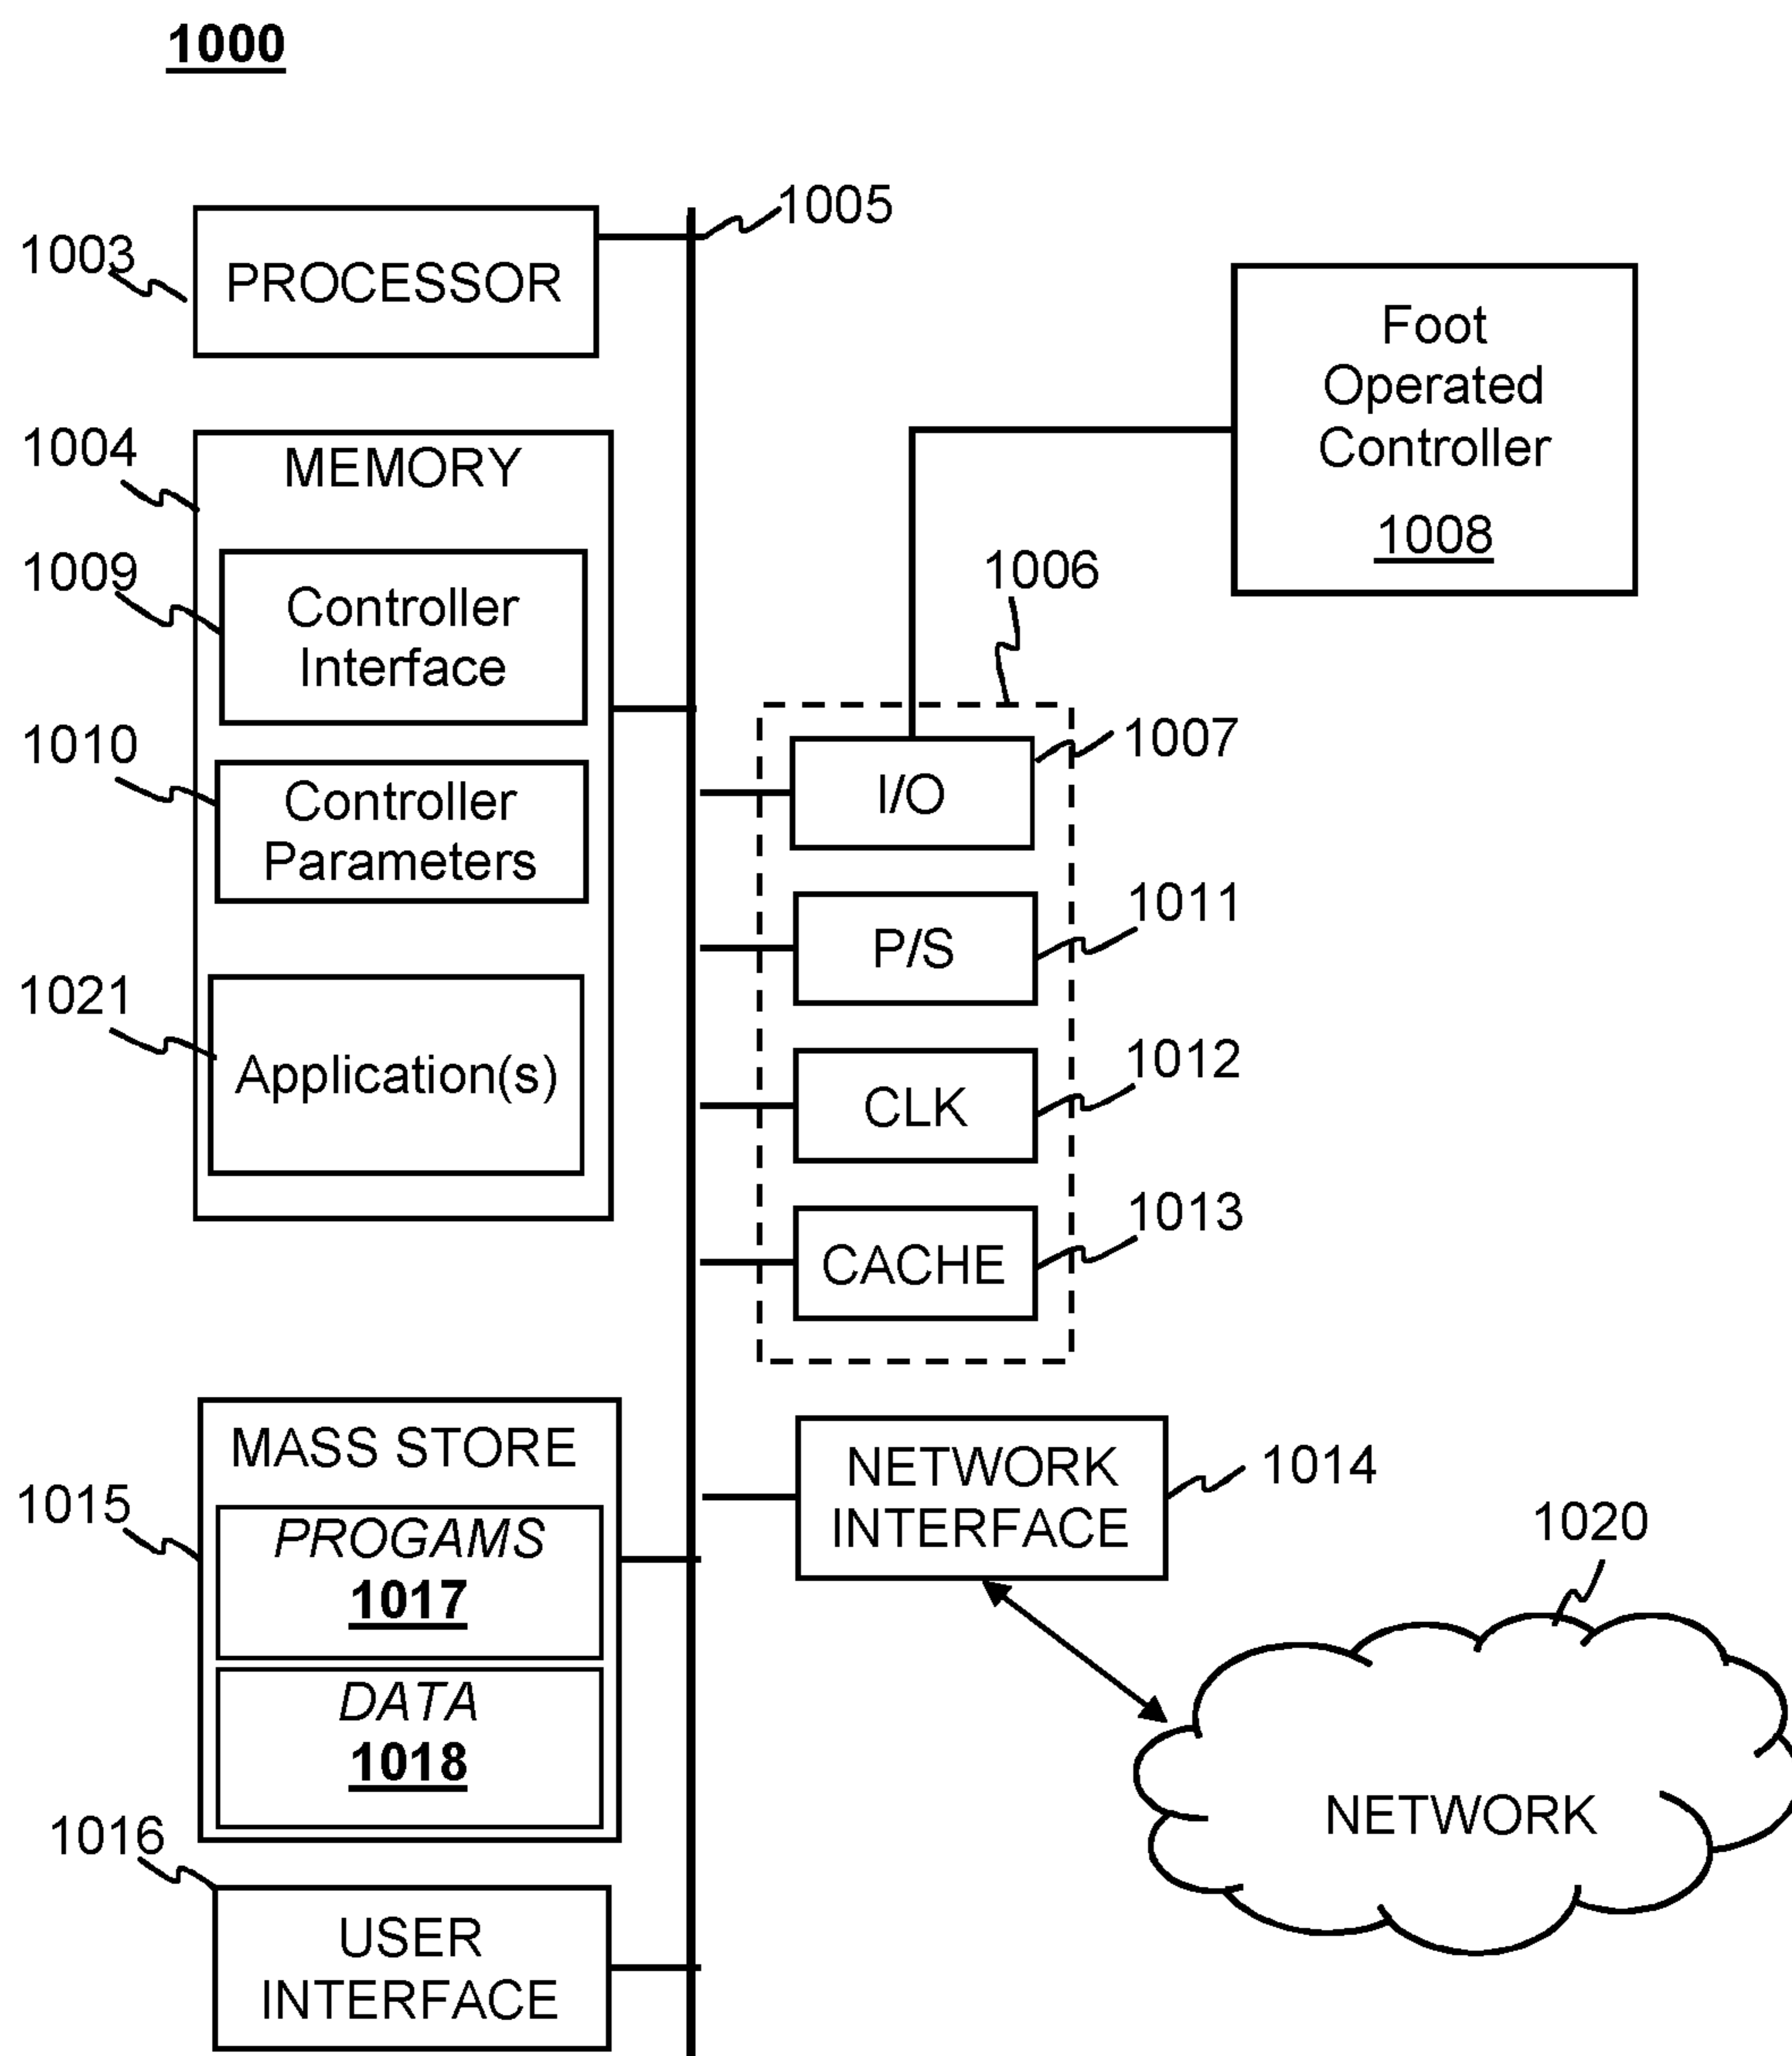 1000
1005
1003
PROCESSOR
Foot
Operated
Controller
1008
1004
MEMORY
1009
Controller
Interface
1006
1010
Controller
Parameters
1007
I/O
1011
P/S
1021
Application(s)
1012
CLK
1013
CACHE
MASS STORE
1015
PROGAMS
1017
DATA
1018
NETWORK
INTERFACE
1014
1020
NETWORK
1016
USER
INTERFACE